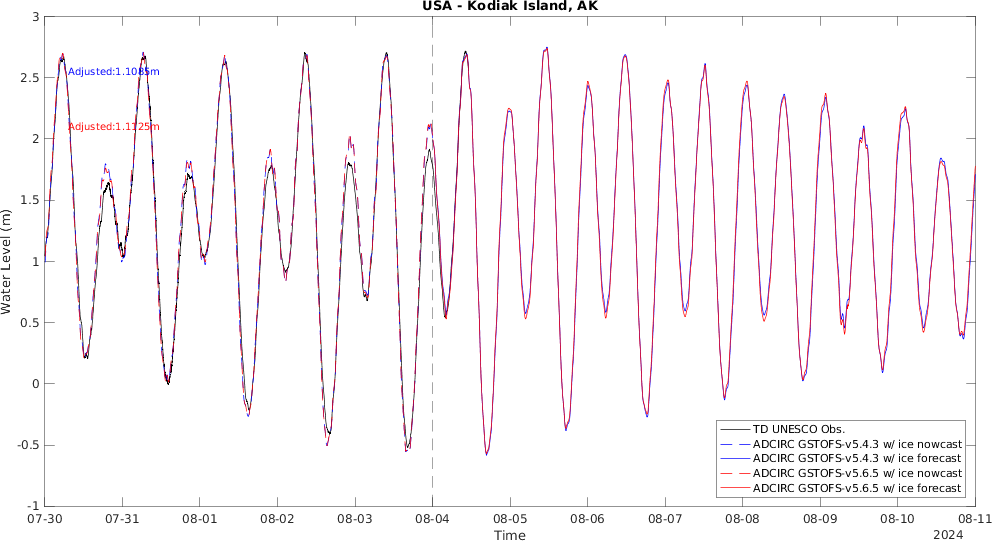 USA - Kodiak Island, AK
3
2.5
2
1.5
1
0.5
0
-0.5
-1
Water Level (m)
Adjusted:1.1085m
Adjusted:1.1125m
TD UNESCO Obs.
ADCIRC GSTOFS-v5.4.3 w/ ice nowcast
ADCIRC GSTOFS-v5.4.3 w/ ice forecast
ADCIRC GSTOFS-v5.6.5 w/ ice nowcast
ADCIRC GSTOFS-v5.6.5 w/ ice forecast
07-30 07-31 08-01 08-02 08-03 08-04 08-05 08-06 08-07 08-08 08-09 08-10 08-11
Time
2024